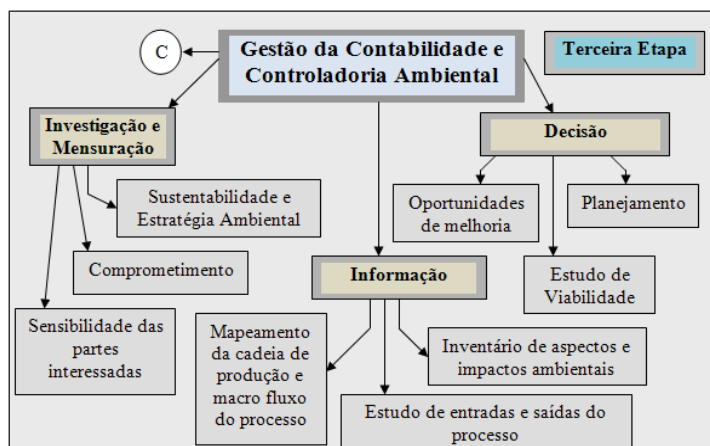 C
Gestão da Contabilidade e
Controladoria Ambiental
Terceira Etapa
Investigação e
Mensuração
Decisão
Sustentabilidade e
Estratégia Ambiental
Oportunidades
de melhoria
Planejamento
Comprometimento
Informação
Estudo de
Viabilidade
Sensibilidade das
partes
interessadas
Mapeamento
da cadeia de
produção e
macro fluxo
do processo
Inventário de aspectos e
impactos ambientais
Estudo de entradas e saídas do
processo